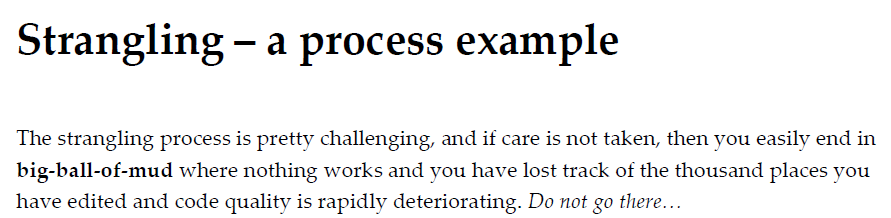 Strangling – a process example
The strangling process is pretty challenging, and if care is not taken, then you easily end in
big-ball-of-mud where nothing works and you have lost track of the thousand places you
have edited and code quality is rapidly deteriorating. Do not go there…